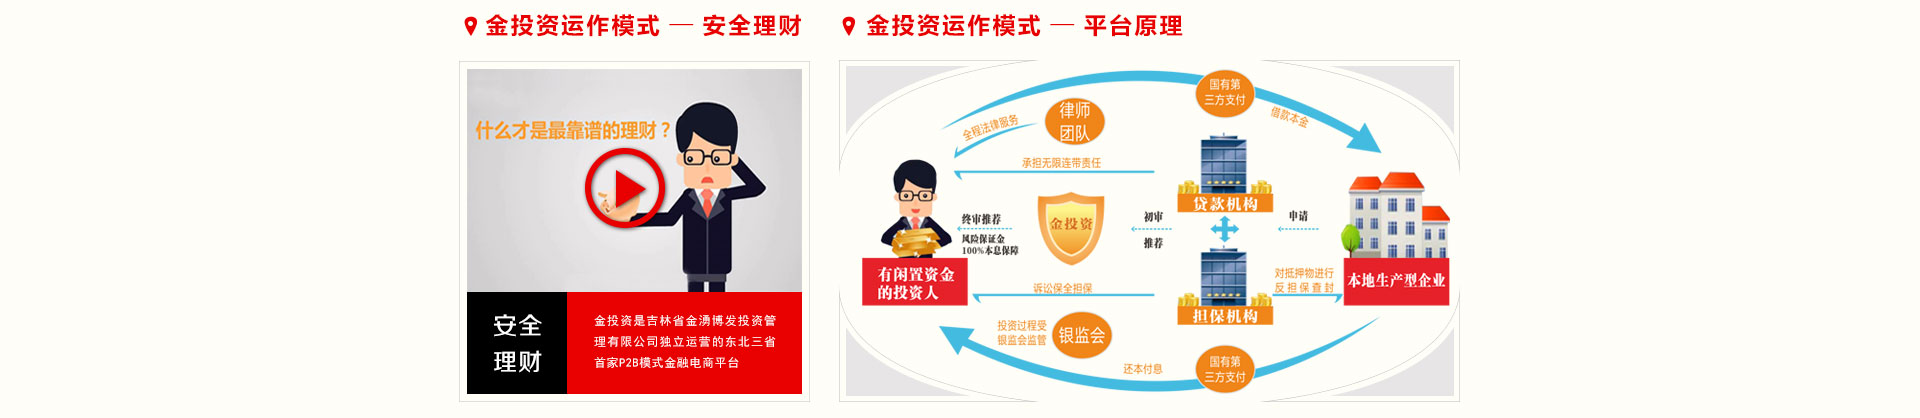 金投资运作模式 — 安全理财
什么才是最靠谱的理财？
安全
理财
金投资是吉林省金湧博发投资管
理有限公司独立运营的东北三省
首家P2B模式金融电商平台
金投资运作模式 — 平台原理
国有第
三方支付
借款本金
律师
团队
全程法律服务
承担无限连带责任
贷款机构
终审推荐
风险保证金
100%本息保障
金投资
初审
推荐
申请
有闲置资金
的投资人
诉讼保全担保
担保机构
对抵押物进行
反担保查封
本地生产型企业
投资过程受
银监会监管
银监会
还本付息
国有第
三方支付